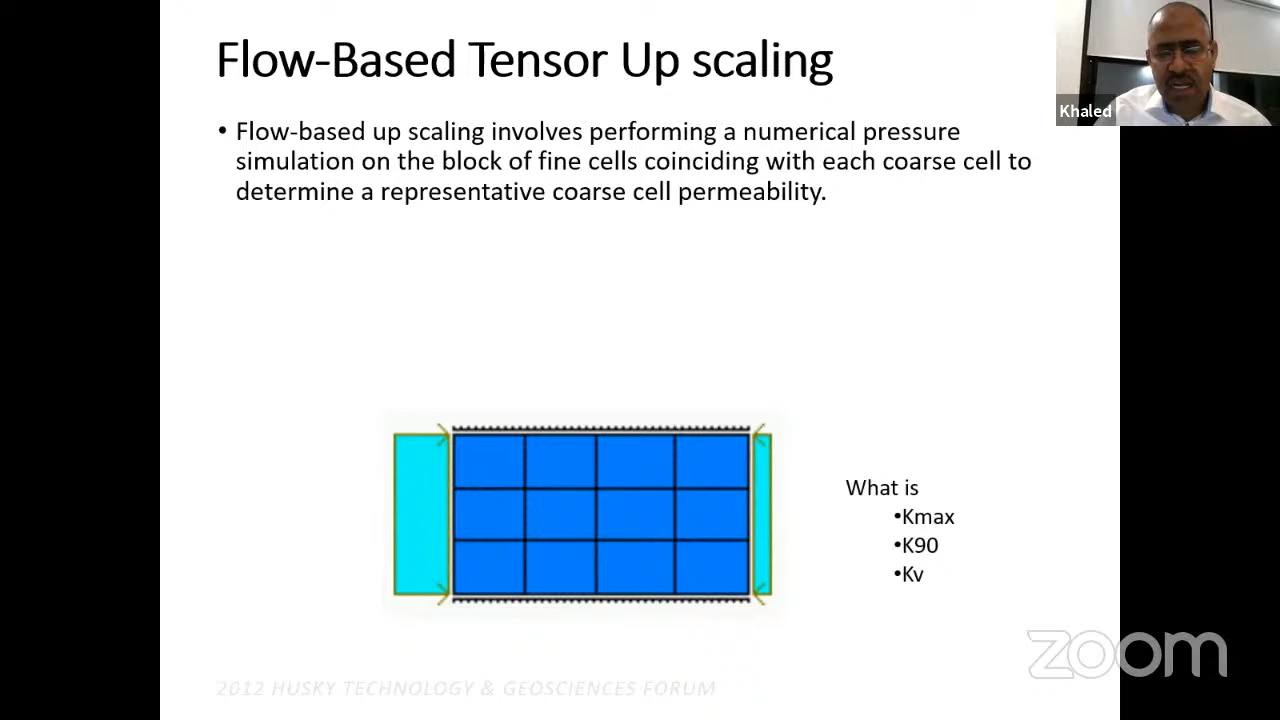 Flow-Based Tensor Up scaling
Khaled
• Flow-based up scaling involves performing a numerical pressure
simulation on the block of fine cells coinciding with each coarse cell to
determine a representative coarse cell permeability.
What is
•Kmax
•K90
•Kv
zoom
2012 HUSKY TECHNOLOGY & GEOSCIENCES FORUM